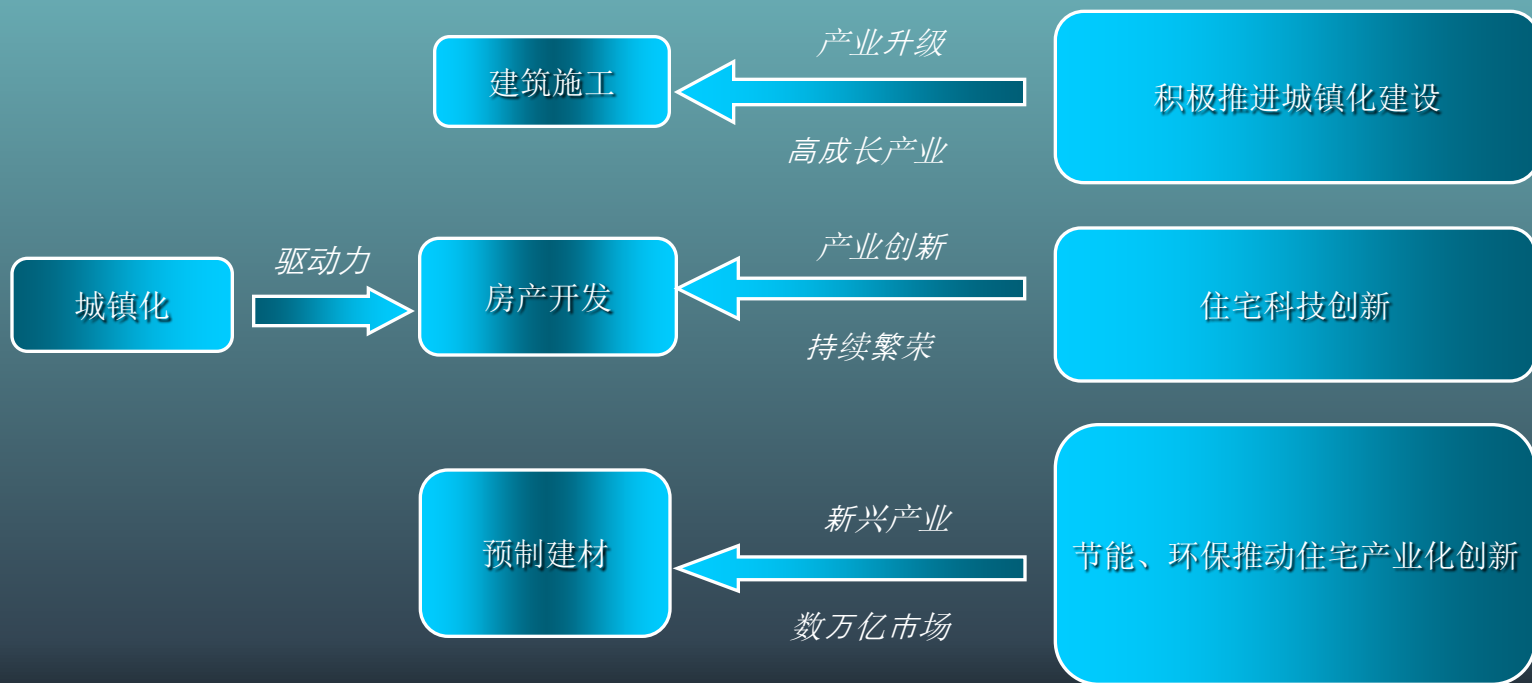 产业升级
建筑施工
积极推进城镇化建设
高成长产业
产业创新
驱动力
城镇化
房产开发
住宅科技创新
持续繁荣
新兴产业
预制建材
节能、环保推动住宅产业化创新
数万亿市场